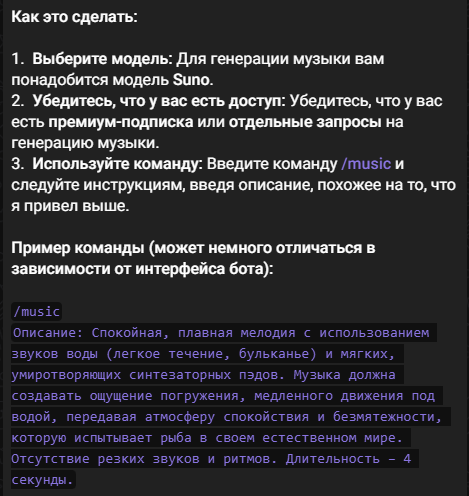 Как это сделать:
1. Выберите модель: Для генерации музыки вам
понадобится модель Suno.
2. Убедитесь, что у вас есть доступ: Убедитесь, что у вас
есть премиум-подписка или отдельные запросы на
генерацию музыки.
3. Используйте команду: Введите команду /music и
следуйте инструкциям, введя описание, похожее на то, что
я привел выше.
Пример команды (может немного отличаться в
зависимости от интерфейса бота):
/music
Описание: Спокойная, плавная мелодия с использованием
звуков воды (легкое течение, бульканье) и мягких,
умиротворяющих синтезаторных пэдов. Музыка должна
создавать ощущение погружения, медленного движения под
водой, передавая атмосферу спокойствия и безмятежности,
которую испытывает рыба в своем естественном мире.
Отсутствие резких звуков и ритмов. Длительность – 4
секунды.